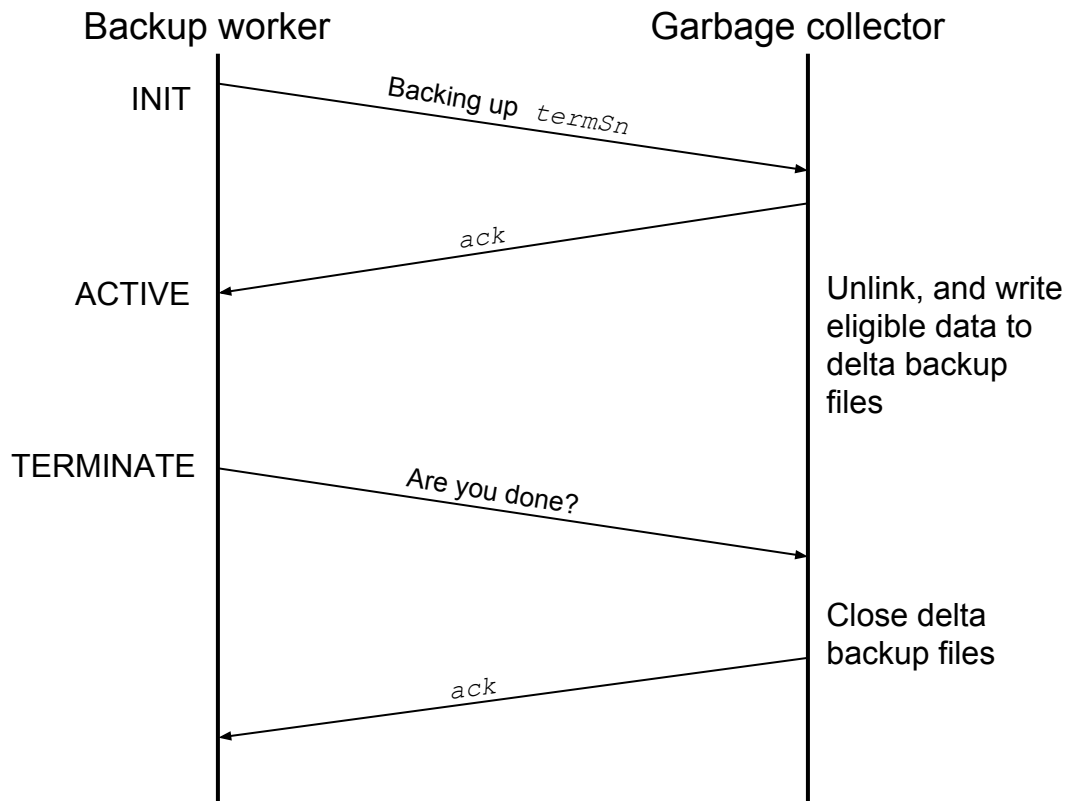 Backup worker
Garbage collector
INIT
Backing up termSn
ack
ACTIVE
Unlink, and write
eligible data to
delta backup
files
TERMINATE
Are you done?
Close delta
backup files
ack